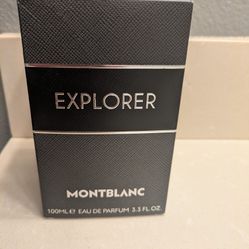 EXPLORER
MONTBLANC
100ML℮ EAU DE PARFUM 3.3 FL.OZ.